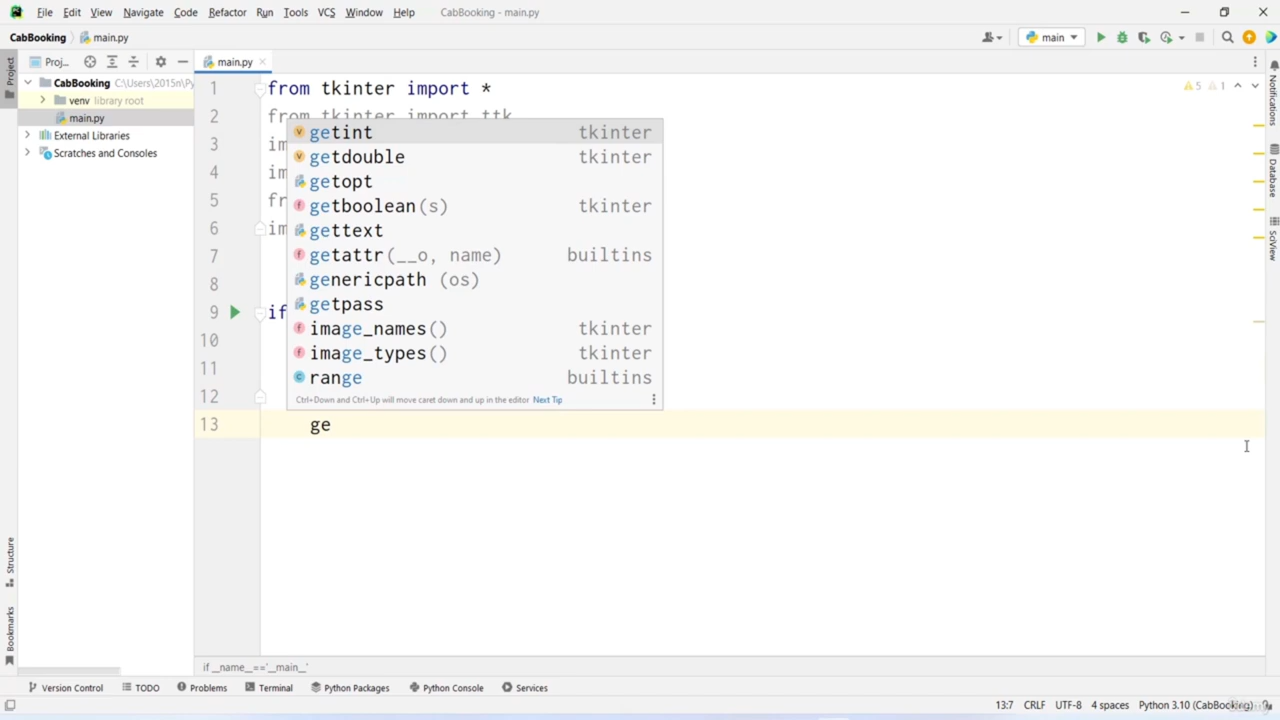 File Edit View Navigate Code Refactor Run Tools VCS Window Help CabBooking - main.py
CabBooking main.py main
Project
Proj... main.py
CabBooking C:\Users\2015n\Py
venv library root
main.py
External Libraries
Scratches and Consoles
1 from tkinter import *
2 from tkinter import ttk
3 im
4 im
5 fr
6 im
7
8
9 if
10
11
12
13 ge
5 1
getint tkinter
getdouble tkinter
getopt
getboolean(s) tkinter
gettext
getattr(__o, name) builtins
genericpath (os)
getpass
image_names() tkinter
image_types() tkinter
range builtins
Ctrl+Down and Ctrl+Up will move caret down and up in the editor Next Tip
Notifications
Database
SciView
Structure
Bookmarks
if __name__=='__main__'
Version Control TODO Problems Terminal Python Packages Python Console Services
13:7 CRLF UTF-8 4 spaces Python 3.10 (CabBooking)